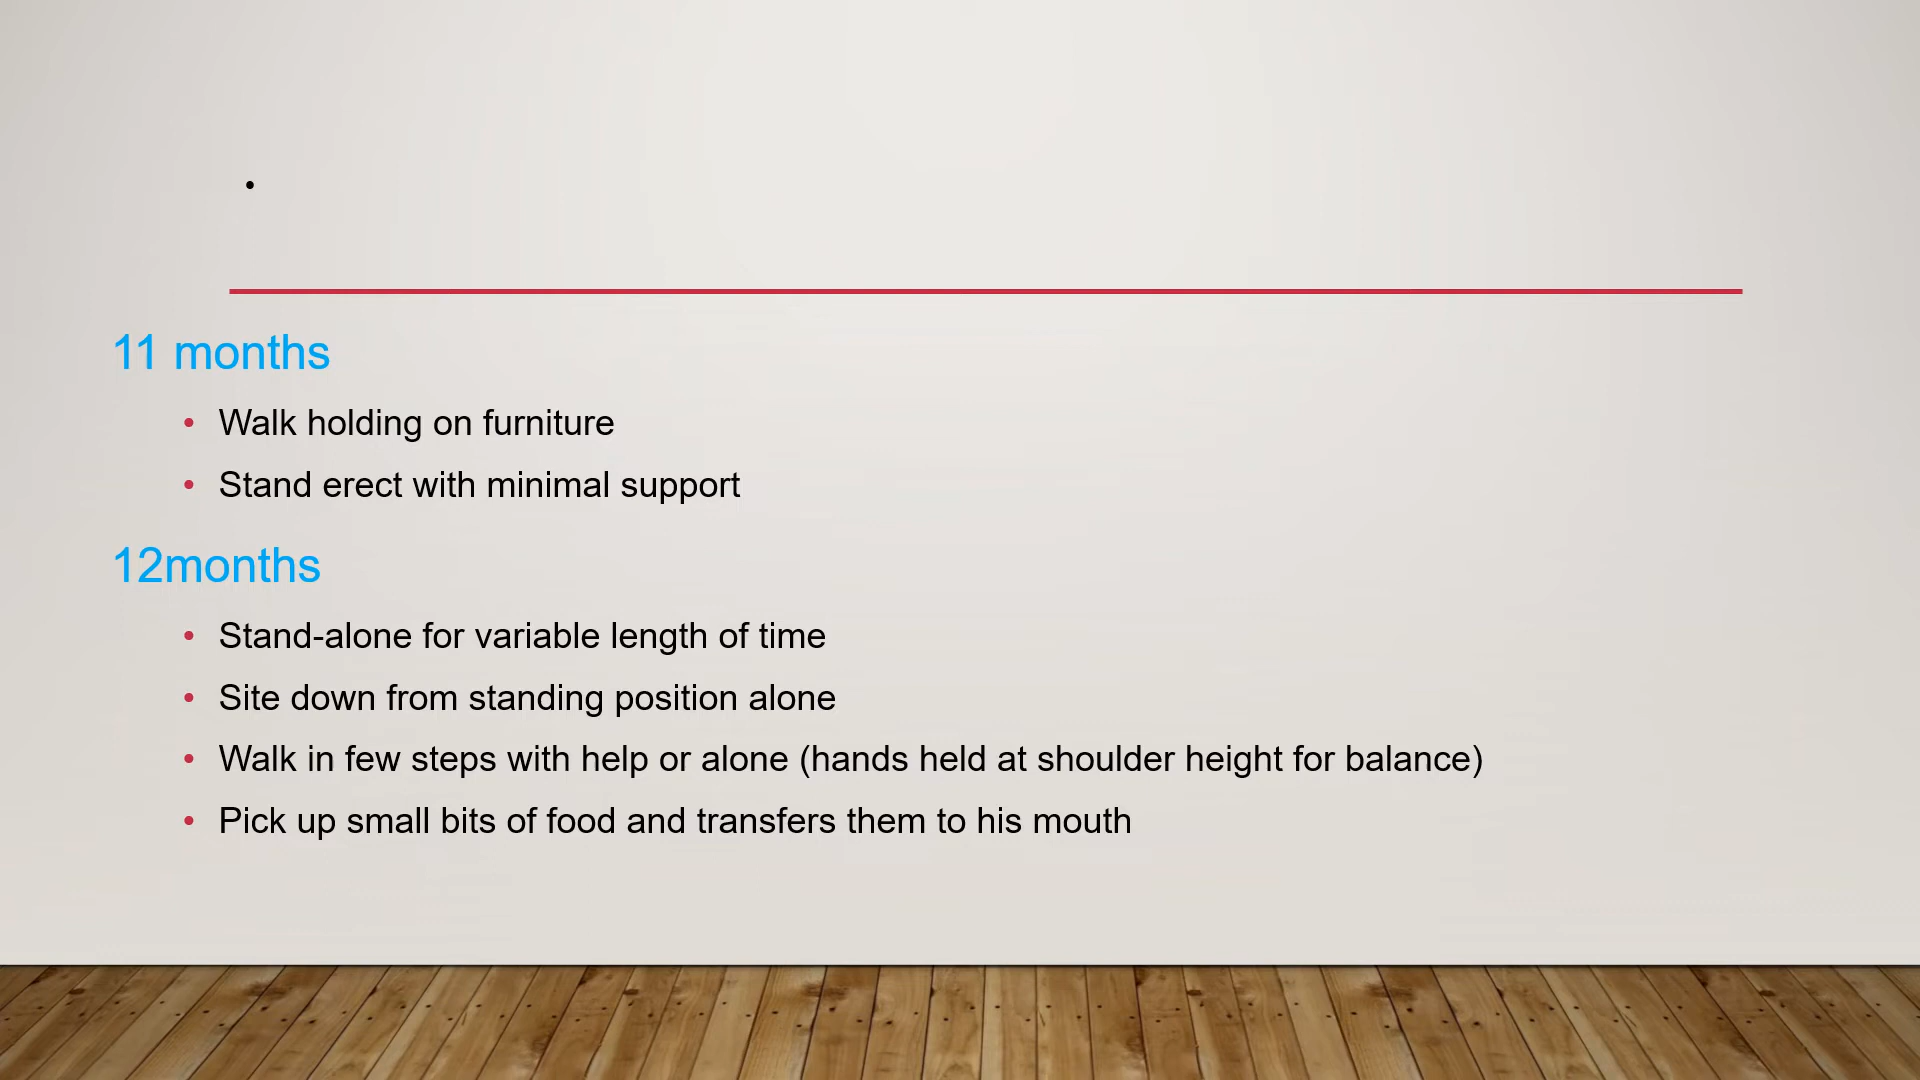 .
11 months
• Walk holding on furniture
• Stand erect with minimal support
12months
• Stand-alone for variable length of time
• Site down from standing position alone
• Walk in few steps with help or alone (hands held at shoulder height for balance)
• Pick up small bits of food and transfers them to his mouth